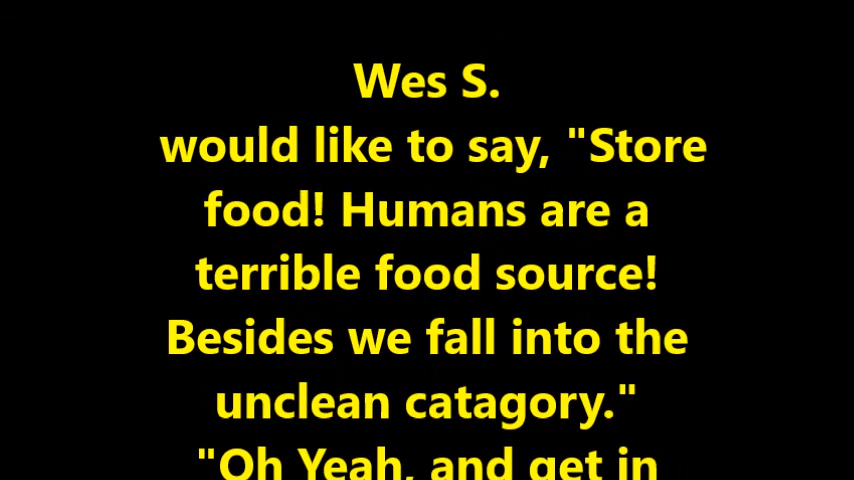 Wes S.
would like to say, "Store
food! Humans are a
terrible food source!
Besides we fall into the
unclean catagory."
"Oh Yeah, and get in